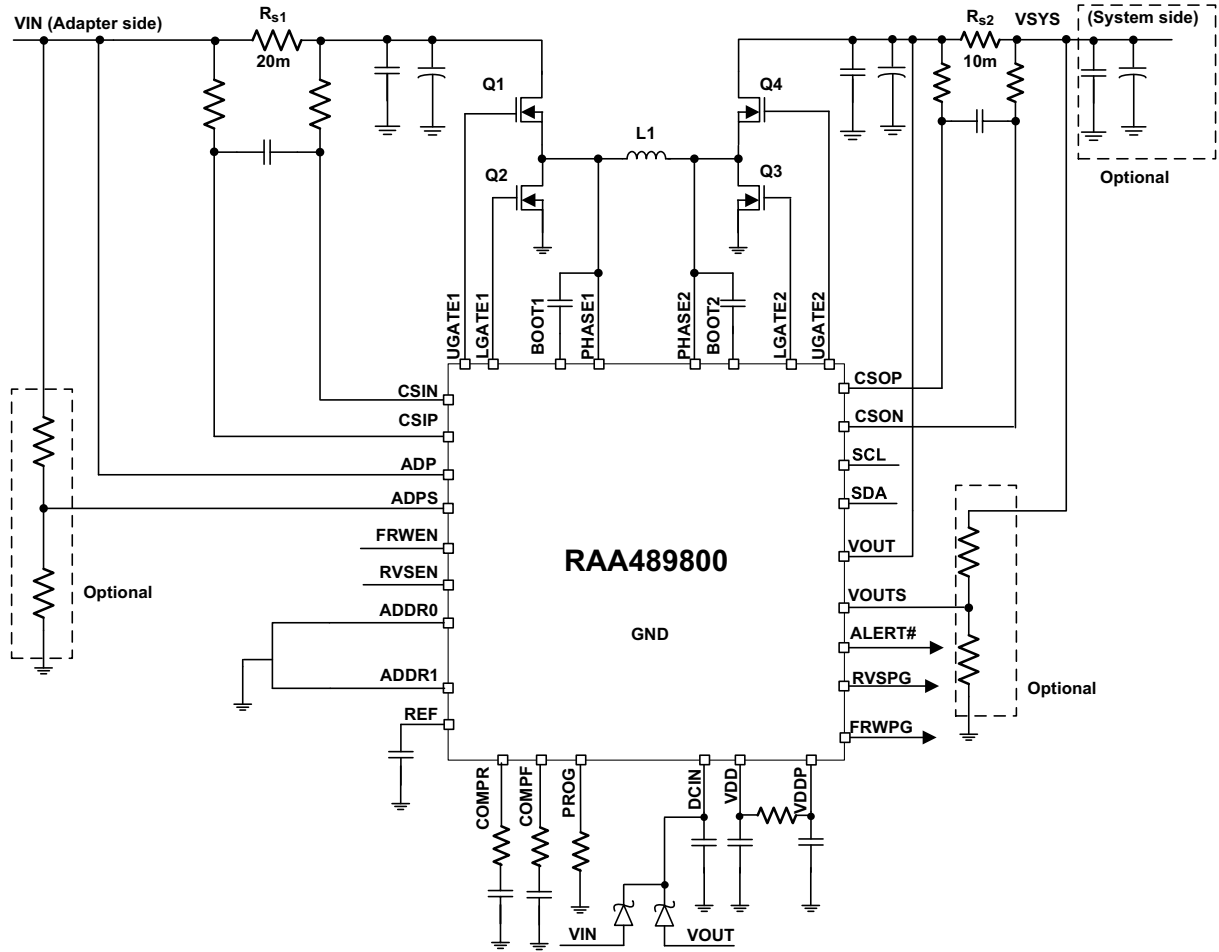 VIN (Adapter side)
Rs1
20m
Rs2
10m
VSYS
(System side)
Q1
Q4
L1
Q2
Q3
Optional
UGATE1
LGATE1
BOOT1
PHASE1
PHASE2
BOOT2
LGATE2
UGATE2
CSIN
CSIP
ADP
ADPS
FRWEN
RVSEN
ADDR0
ADDR1
REF
Optional
RAA489800
GND
CSOP
CSON
SCL
SDA
VOUT
VOUTS
ALERT#
RVSPG
FRWPG
Optional
COMPR
COMPF
PROG
DCIN
VDD
VDDP
VIN
VOUT